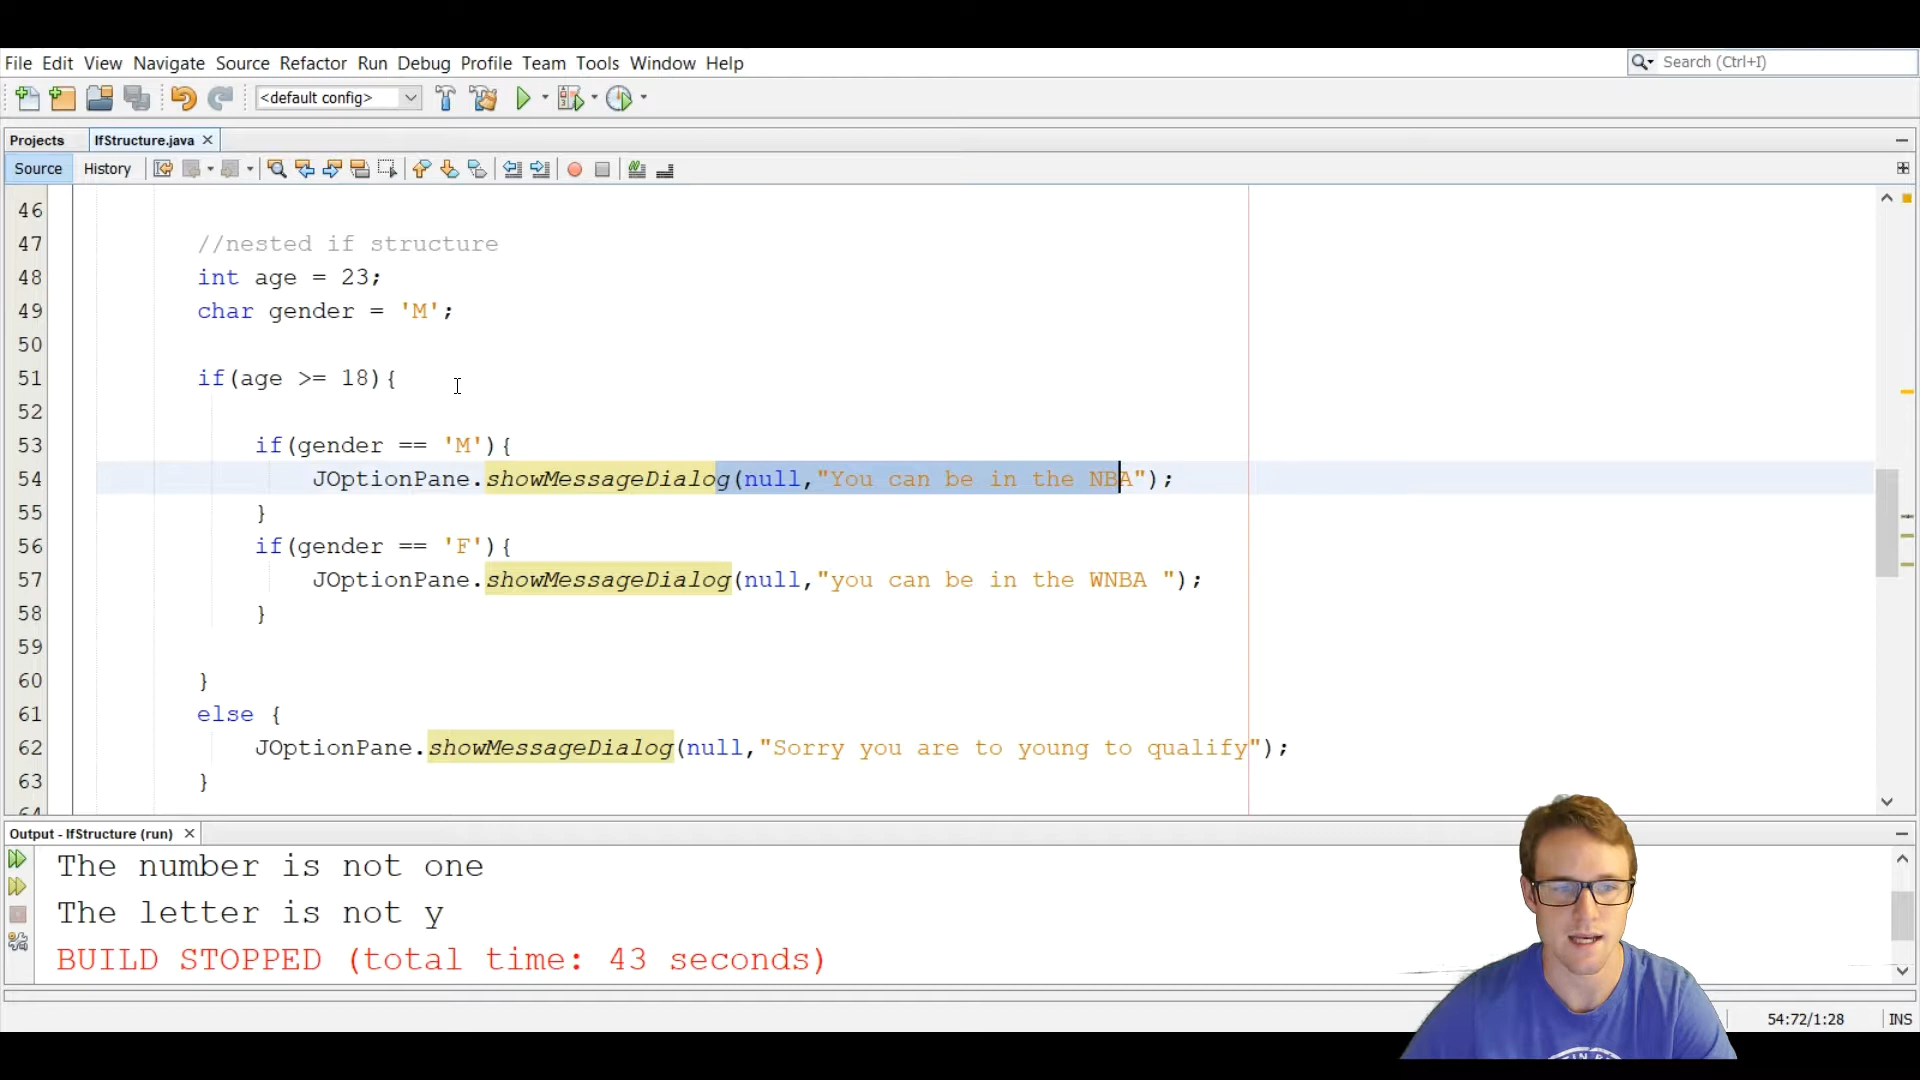 File Edit View Navigate Source Refactor Run Debug Profile Team Tools Window Help
Search (Ctrl+I)
<default config>
Projects IfStructure.java
Source History
46
47 //nested if structure
48 int age = 23;
49 char gender = 'M';
50
51 if(age >= 18){
52
53 if(gender == 'M'){
54 JOptionPane.showMessageDialog(null,"You can be in the NBA");
55 }
56 if(gender == 'F'){
57 JOptionPane.showMessageDialog(null,"you can be in the WNBA ");
58 }
59
60 }
61 else {
62 JOptionPane.showMessageDialog(null,"Sorry you are to young to qualify");
63 }
64
Output - IfStructure (run)
The number is not one
The letter is not y
BUILD STOPPED (total time: 43 seconds)
54:72/1:28 INS